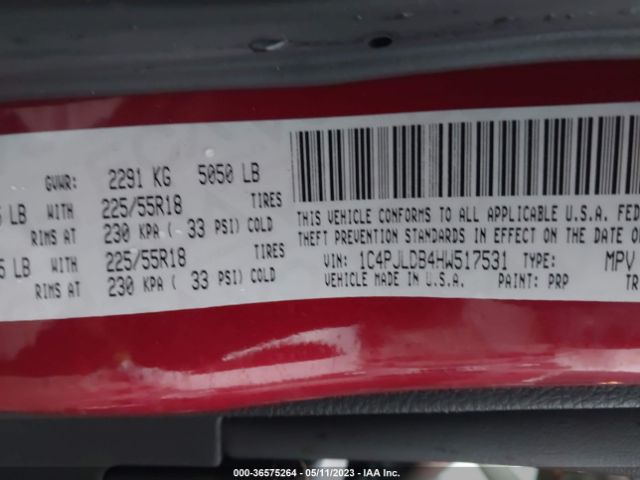 GVWR: 2291 KG 5050 LB
LB WITH 225/55R18 TIRES
RIMS AT 230 KPA ( 33 PSI) COLD
5 LB WITH 225/55R18 TIRES
RIMS AT 230 KPA ( 33 PSI) COLD
THIS VEHICLE CONFORMS TO ALL APPLICABLE U.S.A. FED
THEFT PREVENTION STANDARDS IN EFFECT ON THE DATE O
VIN: 1C4PJLDB4HW517531 TYPE: MPV
VEHICLE MADE IN U.S.A. PAINT: PRP TR
000-36575264 - 05/11/2023 - IAA Inc.